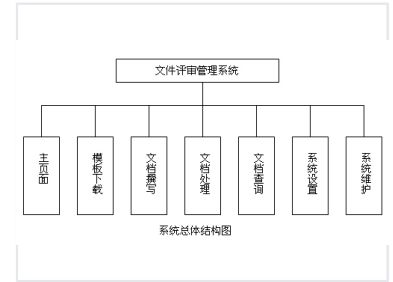 文件评审管理系统
主页面
模板下载
文档撰写
文档处理
文档查询
系统设置
系统维护
系统总体结构图